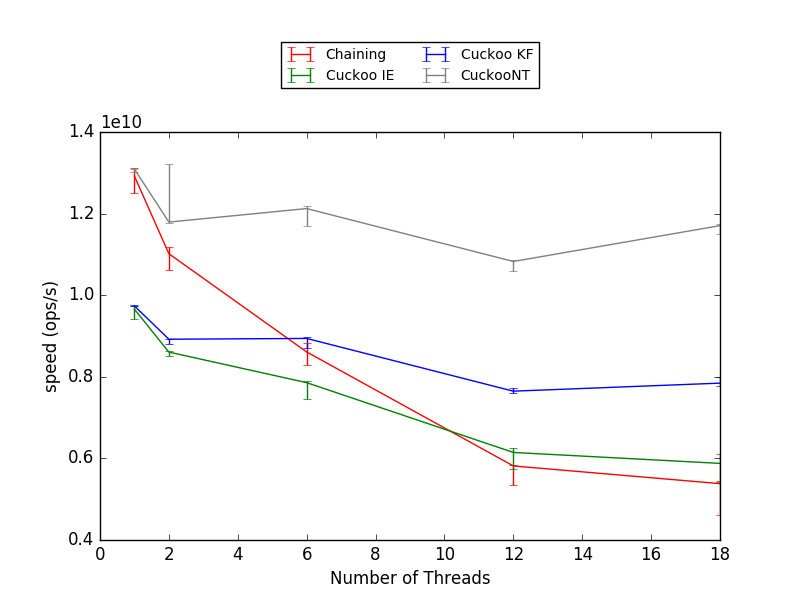 Chaining
Cuckoo IE
Cuckoo KF
CuckooNT
1e10
1.4
1.2
1.0
0.8
0.6
0.4
speed (ops/s)
0 2 4 6 8 10 12 14 16 18
Number of Threads